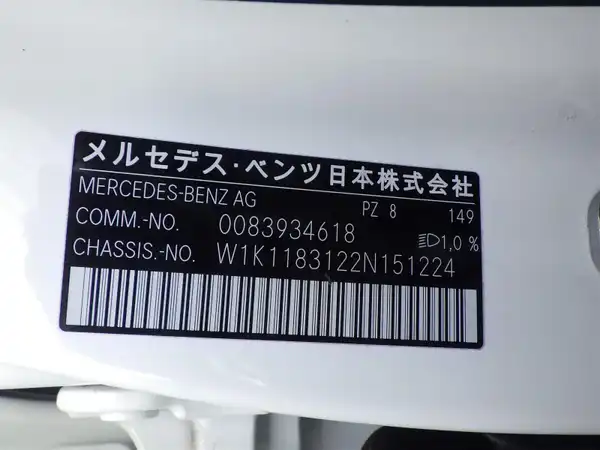 メルセデス・ベンツ日本株式会社
MERCEDES-BENZ AG PZ 8 149
COMM.-NO. 0083934618 1,0 %
CHASSIS.-NO. W1K1183122N151224